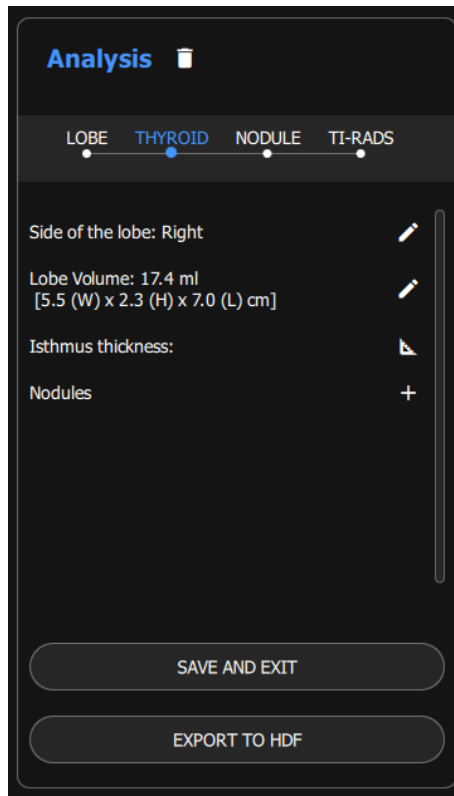 Analysis
LOBE THYROID NODULE TI-RADS
Side of the lobe: Right
Lobe Volume: 17.4 ml
[5.5 (W) x 2.3 (H) x 7.0 (L) cm]
Isthmus thickness:
Nodules
SAVE AND EXIT
EXPORT TO HDF